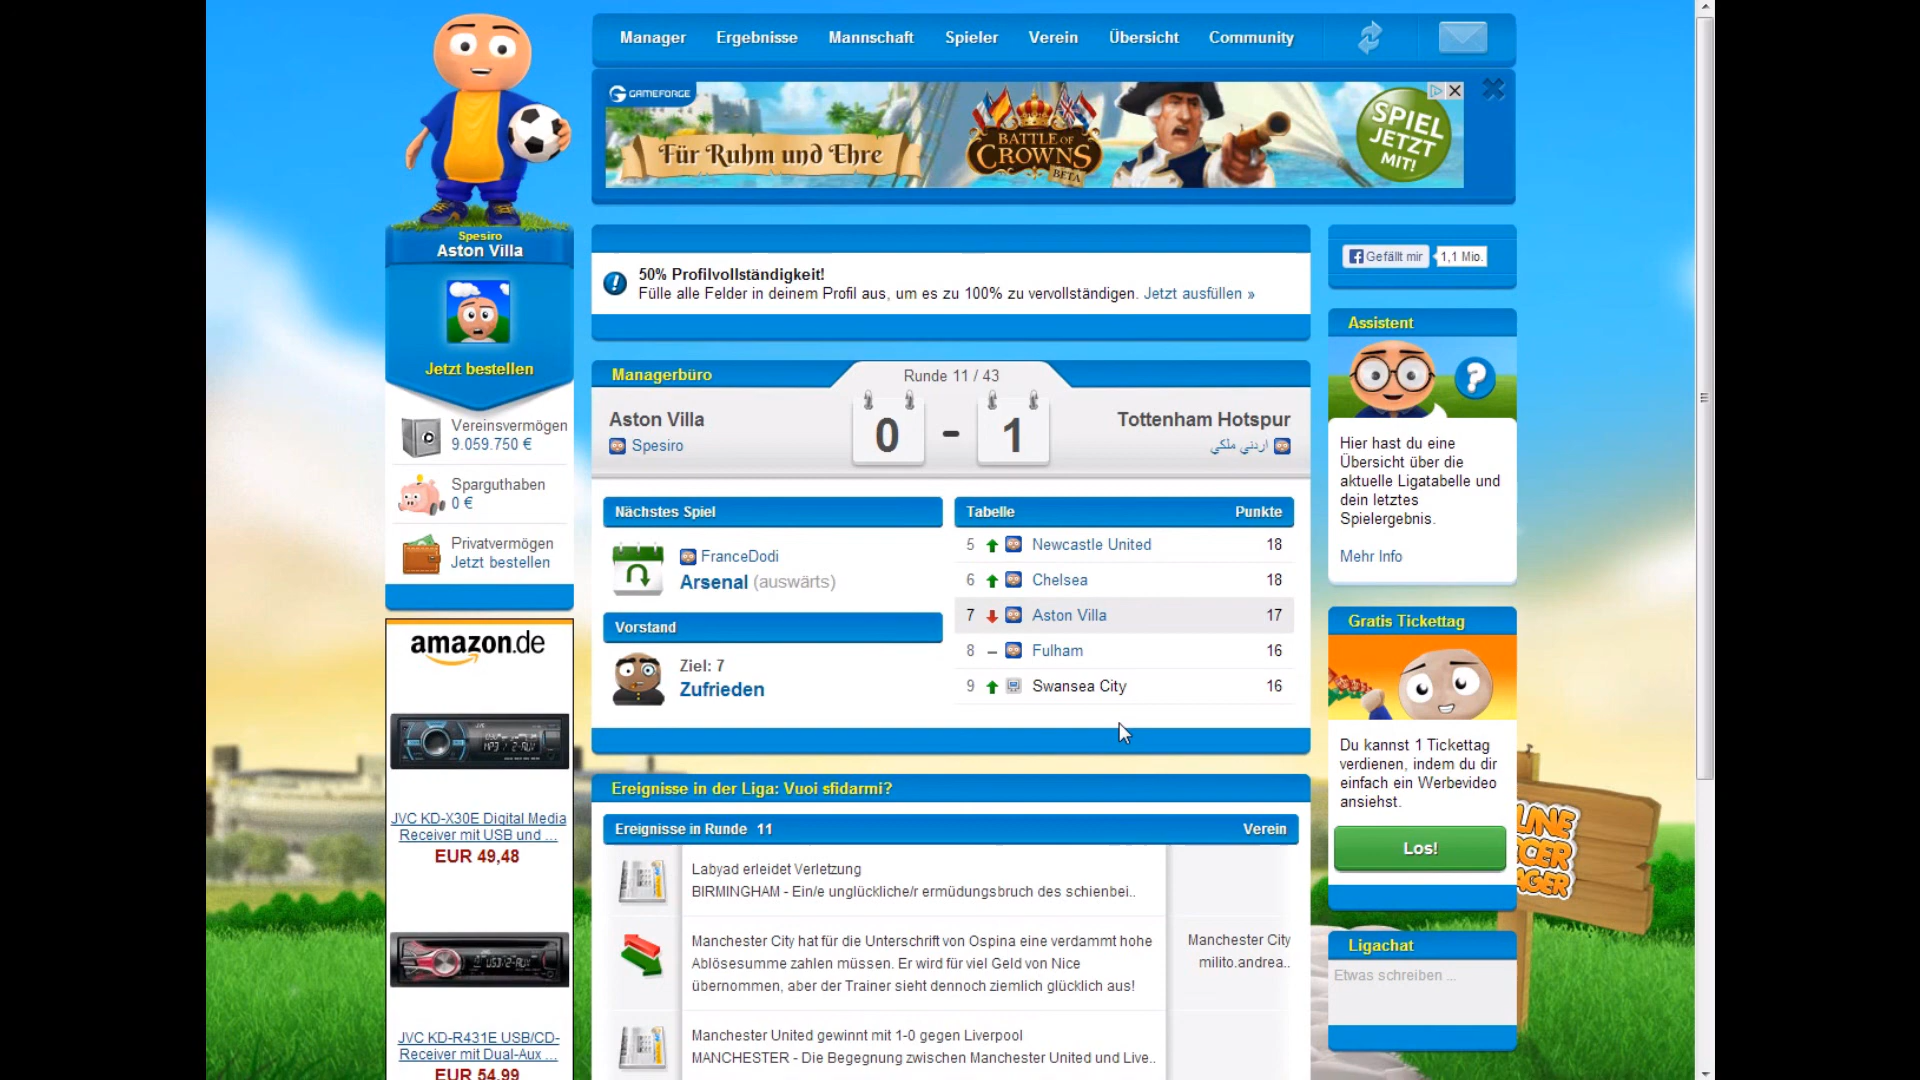 Manager
Ergebnisse
Mannschaft
Spieler
Verein
Übersicht
Community
GAMEFORGE
Für Ruhm und Ehre
BATTLE OF
CROWNS
BETA
SPIEL
JETZT
MIT!
Spesiro
Aston Villa
Jetzt bestellen
Vereinsvermögen
9.059.750 €
Sparguthaben
0 €
Privatvermögen
Jetzt bestellen
amazon.de
JVC KD-X30E Digital Media
Receiver mit USB und ...
EUR 49,48
JVC KD-R431E USB/CD-
Receiver mit Dual-Aux ...
EUR 54,99
50% Profilvollständigkeit!
Fülle alle Felder in deinem Profil aus, um es zu 100% zu vervollständigen. Jetzt ausfüllen »
Managerbüro
Runde 11 / 43
Aston Villa
Spesiro
0 - 1
Tottenham Hotspur
اردني ملكي
Nächstes Spiel
FranceDodi
Arsenal (auswärts)
Vorstand
Ziel: 7
Zufrieden
Tabelle Punkte
5 Newcastle United 18
6 Chelsea 18
7 Aston Villa 17
8 Fulham 16
9 Swansea City 16
Ereignisse in der Liga: Vuoi sfidarmi?
Ereignisse in Runde 11 Verein
Labyad erleidet Verletzung
BIRMINGHAM - Ein/e unglückliche/r ermüdungsbruch des schienbei..
Manchester City hat für die Unterschrift von Ospina eine verdammt hohe
Ablösesumme zahlen müssen. Er wird für viel Geld von Nice
übernommen, aber der Trainer sieht dennoch ziemlich glücklich aus!
Manchester City
milito.andrea..
Manchester United gewinnt mit 1-0 gegen Liverpool
MANCHESTER - Die Begegnung zwischen Manchester United und Live..
Gefällt mir
1,1 Mio.
Assistent
Hier hast du eine
Übersicht über die
aktuelle Ligatabelle und
dein letztes
Spielergebnis.
Mehr Info
Gratis Tickettag
Du kannst 1 Tickettag
verdienen, indem du dir
einfach ein Werbevideo
ansiehst.
Los!
Ligachat
Etwas schreiben ...